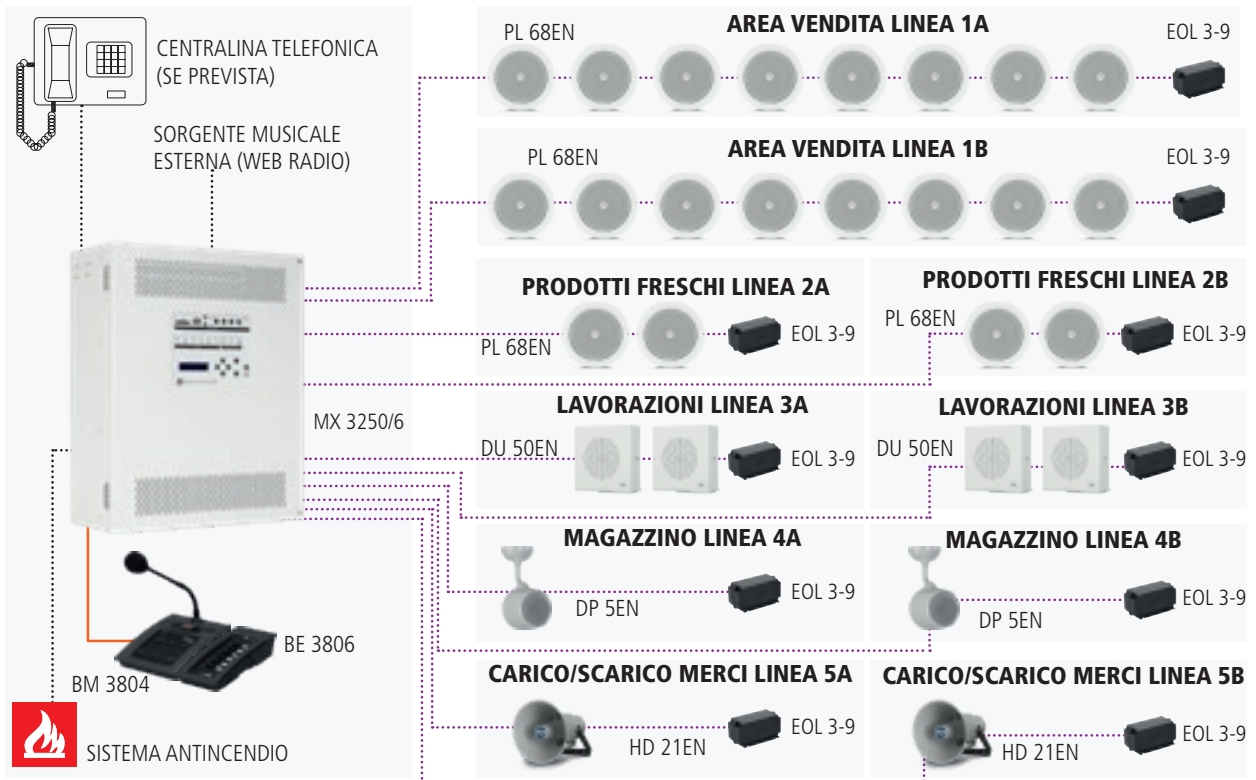 CENTRALINA TELEFONICA
(SE PREVISTA)
SORGENTE MUSICALE
ESTERNA (WEB RADIO)
MX 3250/6
BE 3806
BM 3804
SISTEMA ANTINCENDIO
AREA VENDITA LINEA 1A
PL 68EN
EOL 3-9
AREA VENDITA LINEA 1B
PL 68EN
EOL 3-9
PRODOTTI FRESCHI LINEA 2A
PL 68EN
EOL 3-9
PRODOTTI FRESCHI LINEA 2B
PL 68EN
EOL 3-9
LAVORAZIONI LINEA 3A
DU 50EN
EOL 3-9
LAVORAZIONI LINEA 3B
DU 50EN
EOL 3-9
MAGAZZINO LINEA 4A
DP 5EN
EOL 3-9
MAGAZZINO LINEA 4B
DP 5EN
EOL 3-9
CARICO/SCARICO MERCI LINEA 5A
HD 21EN
EOL 3-9
CARICO/SCARICO MERCI LINEA 5B
HD 21EN
EOL 3-9